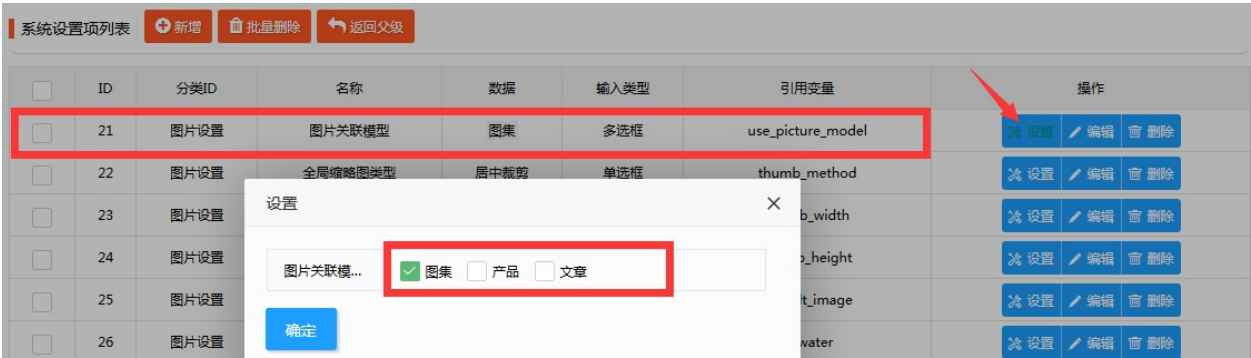 系统设置项列表 新增 批量删除 返回父级
ID 分类ID 名称 数据 输入类型 引用变量 操作
21 图片设置 图片关联模型 图集 多选框 use_picture_model 设置 编辑 删除
22 图片设置 全局缩略图类型 居中裁剪 单选框 thumb_method 设置 编辑 删除
设置
23 图片设置 b_width 设置 编辑 删除
24 图片设置 _height 设置 编辑 删除
图片关联模... 图集 产品 文章
25 图片设置 t_image 设置 编辑 删除
确定
26 图片设置 water 设置 编辑 删除